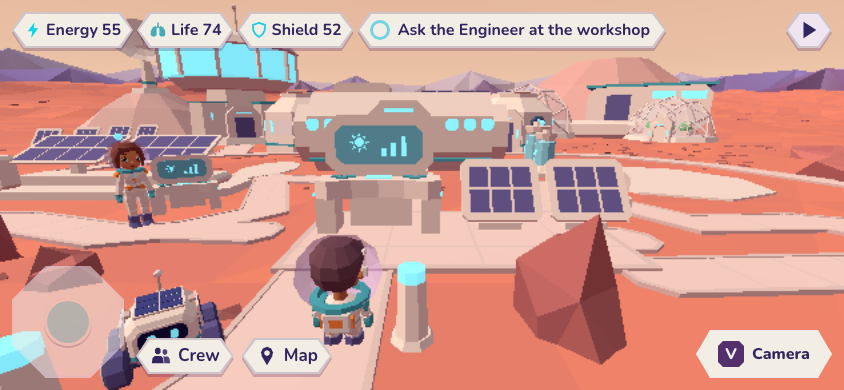 Energy 55
Life 74
Shield 52
Ask the Engineer at the workshop
Crew
Map
V Camera